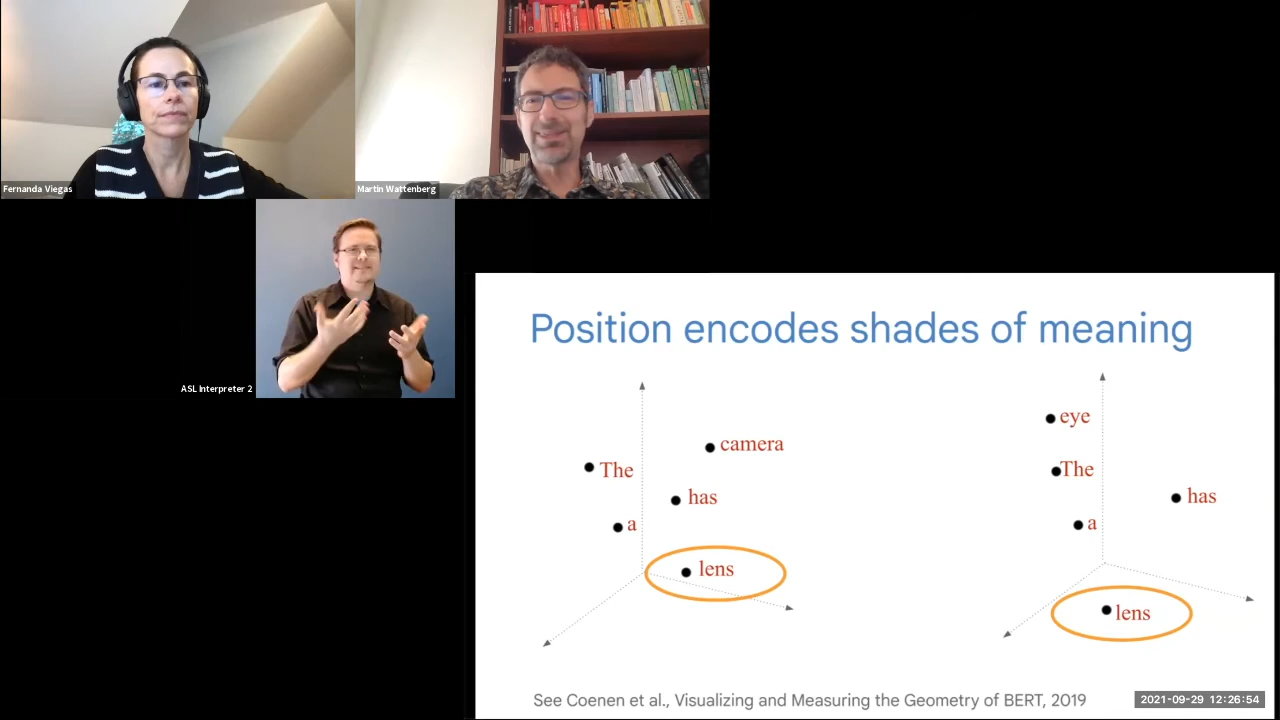 Fernanda Viegas
Martin Wattenberg
ASL Interpreter 2
Position encodes shades of meaning
camera
The
has
a
lens
eye
The
has
a
lens
See Coenen et al., Visualizing and Measuring the Geometry of BERT, 2019
2021-09-29 12:26:54